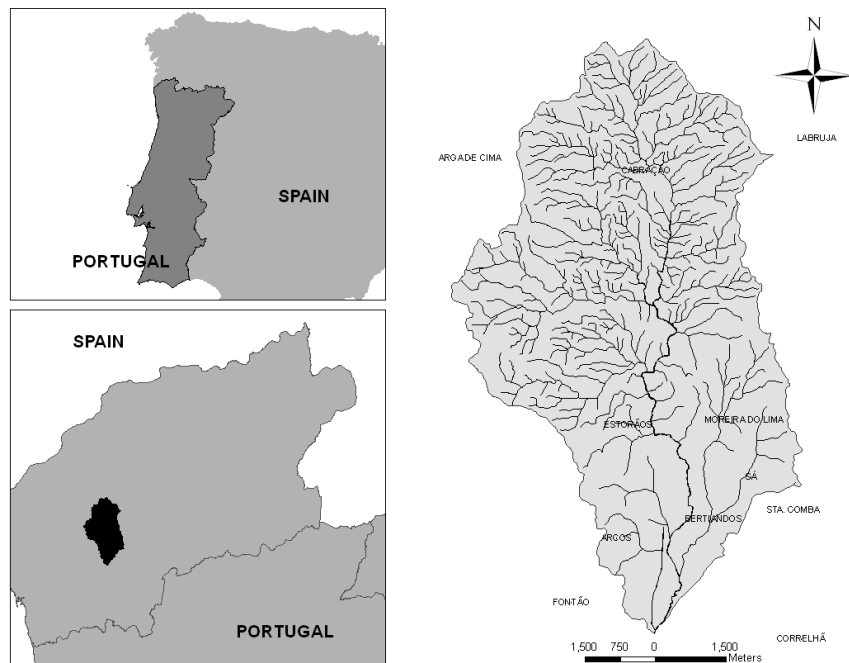 SPAIN
PORTUGAL
SPAIN
PORTUGAL
N
LABRUJA
ARGA DE CIMA
CABRAÇÃO
ESTORÃOS
MOREIRA DO LIMA
SÁ
STA. COMBA
BERTIANDOS
ARCOS
FONTÃO
CORRELHÃ
1,500 750 0 1,500
Meters